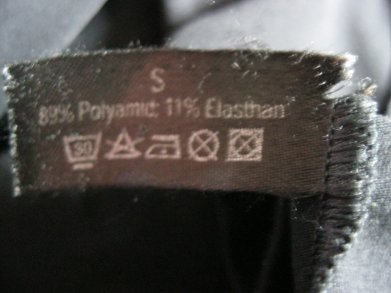 S
89% Polyamid; 11% Elasthan
30